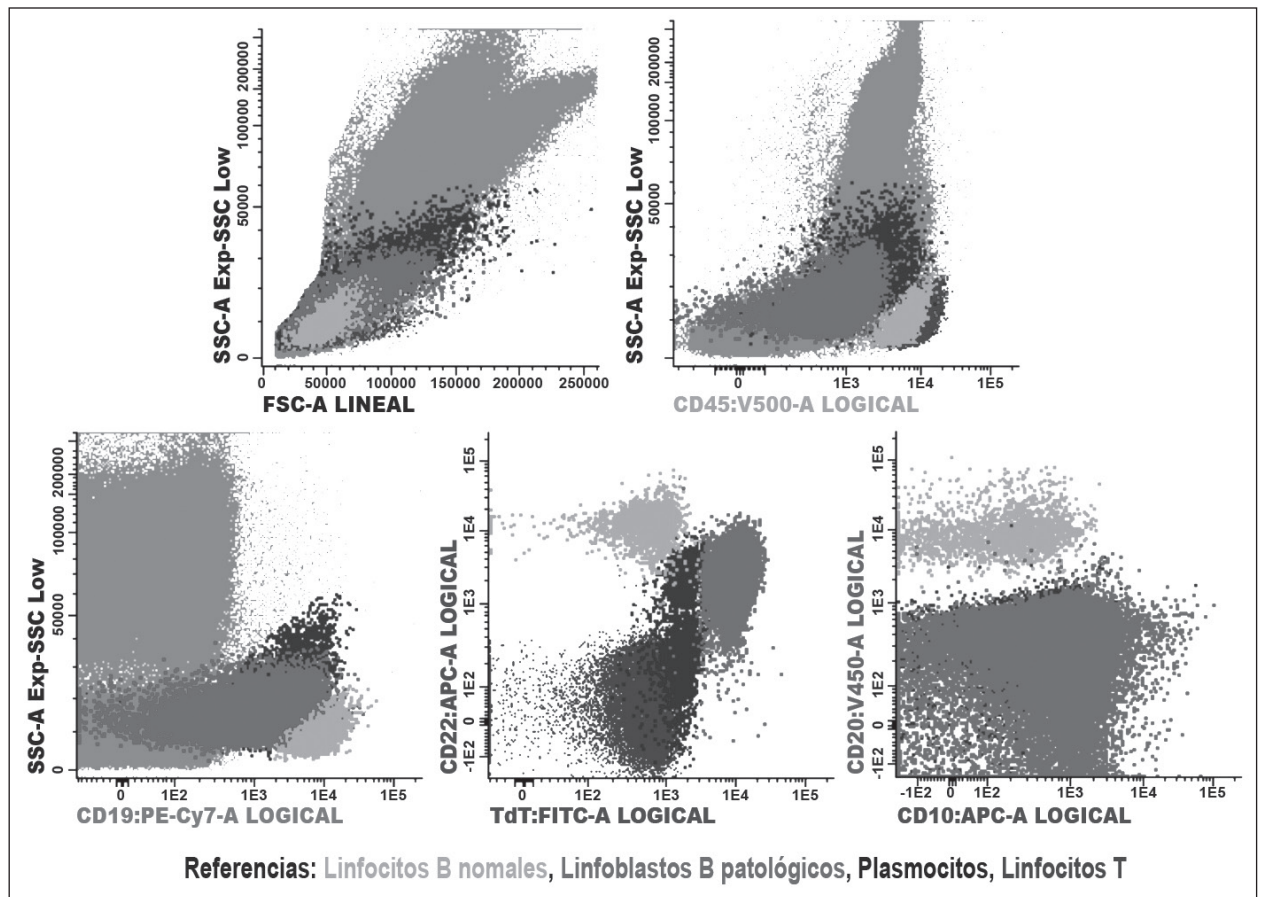 SSC-A Exp-SSC Low
200000
100000
50000
0
0 50000 100000 150000 200000 250000
FSC-A LINEAL
SSC-A Exp-SSC Low
200000
100000
50000
0
0 1E3 1E4 1E5
CD45:V500-A LOGICAL
SSC-A Exp-SSC Low
200000
100000
50000
0
0 1E2 1E3 1E4 1E5
CD19:PE-Cy7-A LOGICAL
CD22:APC-A LOGICAL
1E5
1E4
1E3
1E2
0
-1E2
0 1E2 1E3 1E4 1E5
TdT:FITC-A LOGICAL
CD20:V450-A LOGICAL
1E5
1E4
1E3
1E2
0
-1E2
-1E2 0 1E2 1E3 1E4 1E5
CD10:APC-A LOGICAL
Referencias: Linfocitos B nomales, Linfoblastos B patológicos, Plasmocitos, Linfocitos T